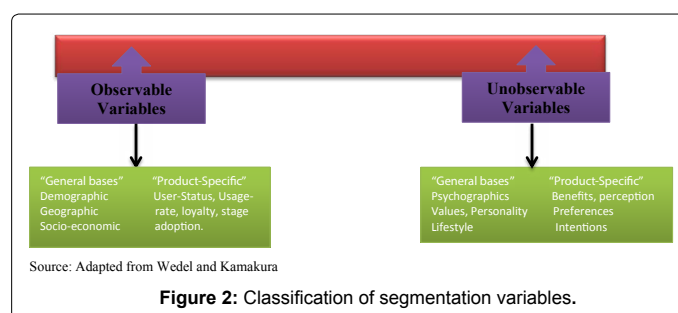 Observable
Variables
Unobservable
Variables
"General bases" "Product-Specific"
Demographic User-Status, Usage-
Geographic rate, loyalty, stage
Socio-economic adoption.
"General bases" "Product-Specific"
Psychographics Benefits, perception
Values, Personality Preferences
Lifestyle Intentions
Source: Adapted from Wedel and Kamakura
Figure 2: Classification of segmentation variables.